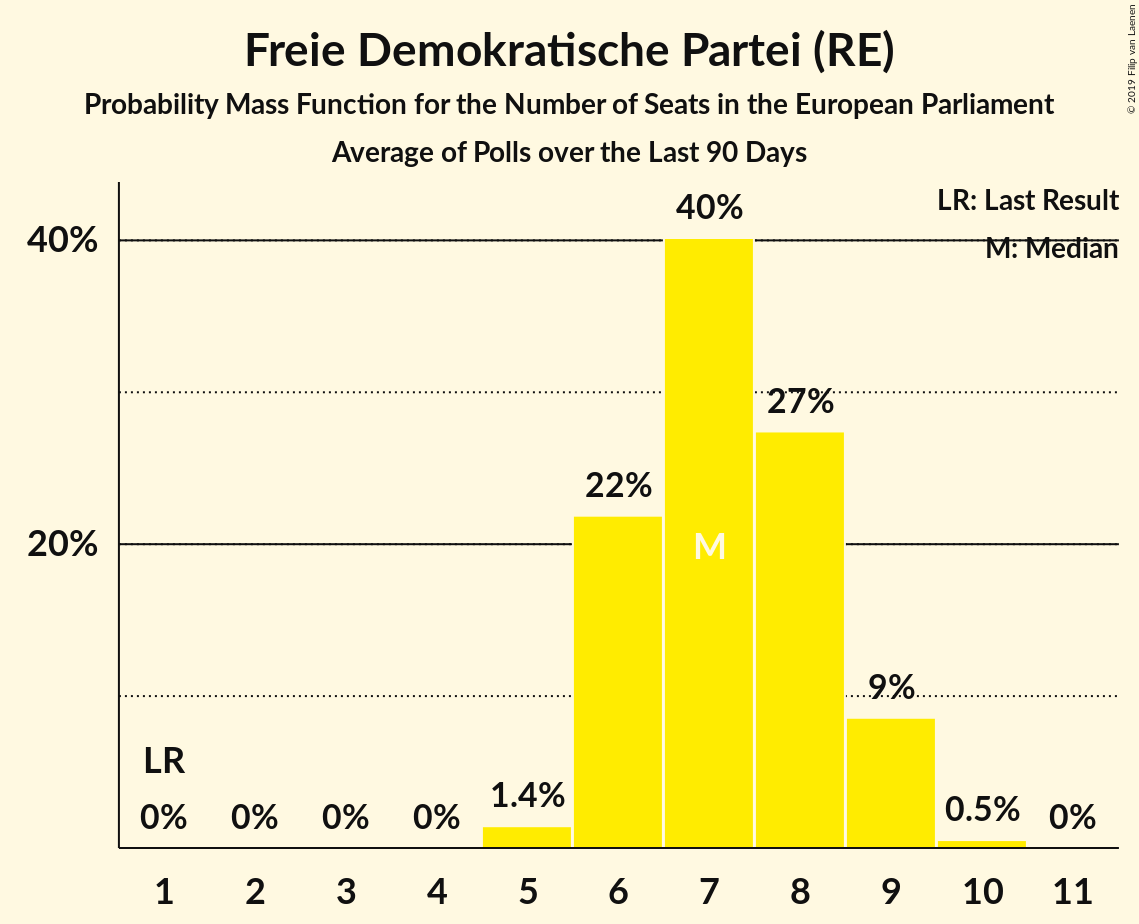 Freie Demokratische Partei (RE)
Probability Mass Function for the Number of Seats in the European Parliament
Average of Polls over the Last 90 Days
© 2019 Filip van Laenen
LR: Last Result
M: Median
40%
20%
LR
0%
0%
0%
0%
1.4%
22%
40%
M
27%
9%
0.5%
0%
1 2 3 4 5 6 7 8 9 10 11